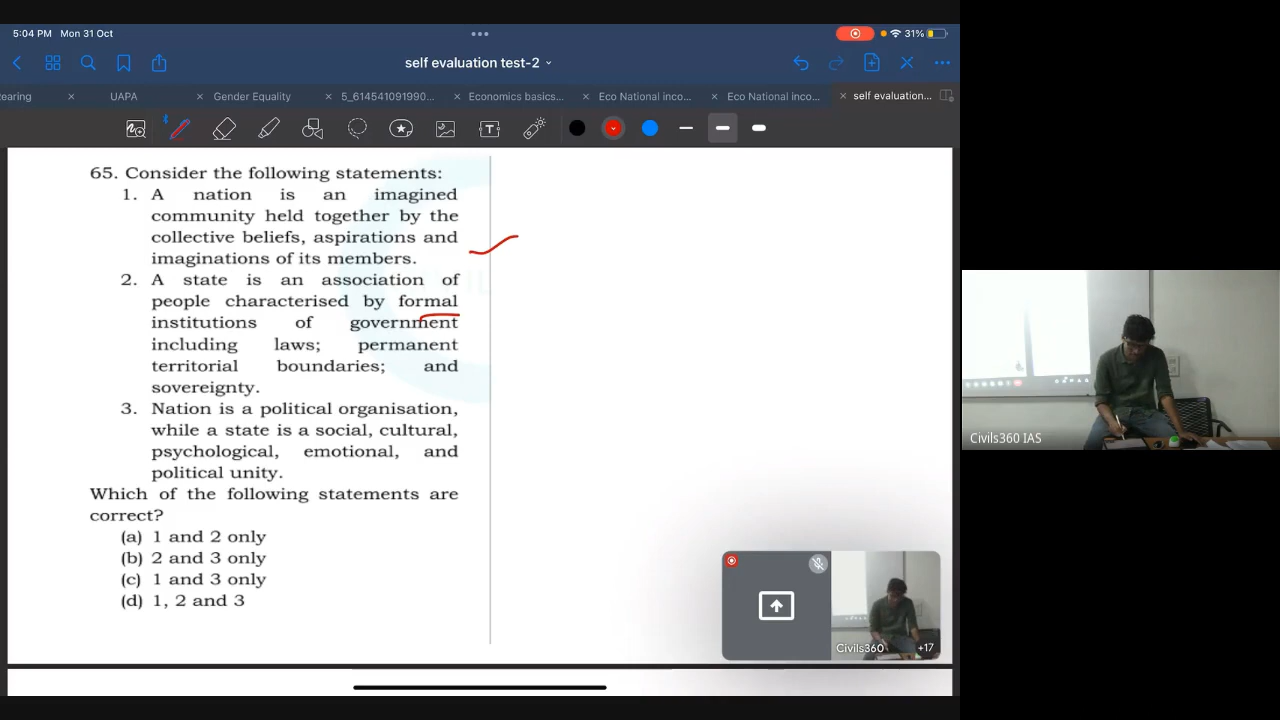 5:04 PM Mon 31 Oct
31%
self evaluation test-2
earing
UAPA
Gender Equality
5_614541091990...
Economics basics...
Eco National inco...
Eco National inco...
self evaluation...
65. Consider the following statements:
1. A nation is an imagined
community held together by the
collective beliefs, aspirations and
imaginations of its members.
2. A state is an association of
people characterised by formal
institutions of government
including laws; permanent
territorial boundaries; and
sovereignty.
3. Nation is a political organisation,
while a state is a social, cultural,
psychological, emotional, and
political unity.
Which of the following statements are
correct?
(a) 1 and 2 only
(b) 2 and 3 only
(c) 1 and 3 only
(d) 1, 2 and 3
Civils360
+17
Civils360 IAS